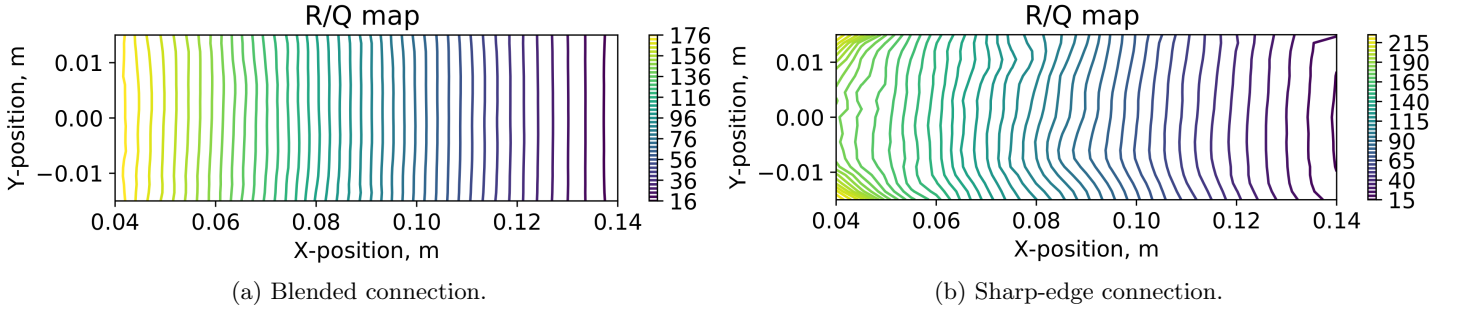 R/Q map
Y-position, m
0.01
0.00
−0.01
0.04 0.06 0.08 0.10 0.12 0.14
X-position, m
176
156
136
116
96
76
56
36
16
(a) Blended connection.
R/Q map
Y-position, m
0.01
0.00
−0.01
0.04 0.06 0.08 0.10 0.12 0.14
X-position, m
215
190
165
140
115
90
65
40
15
(b) Sharp-edge connection.